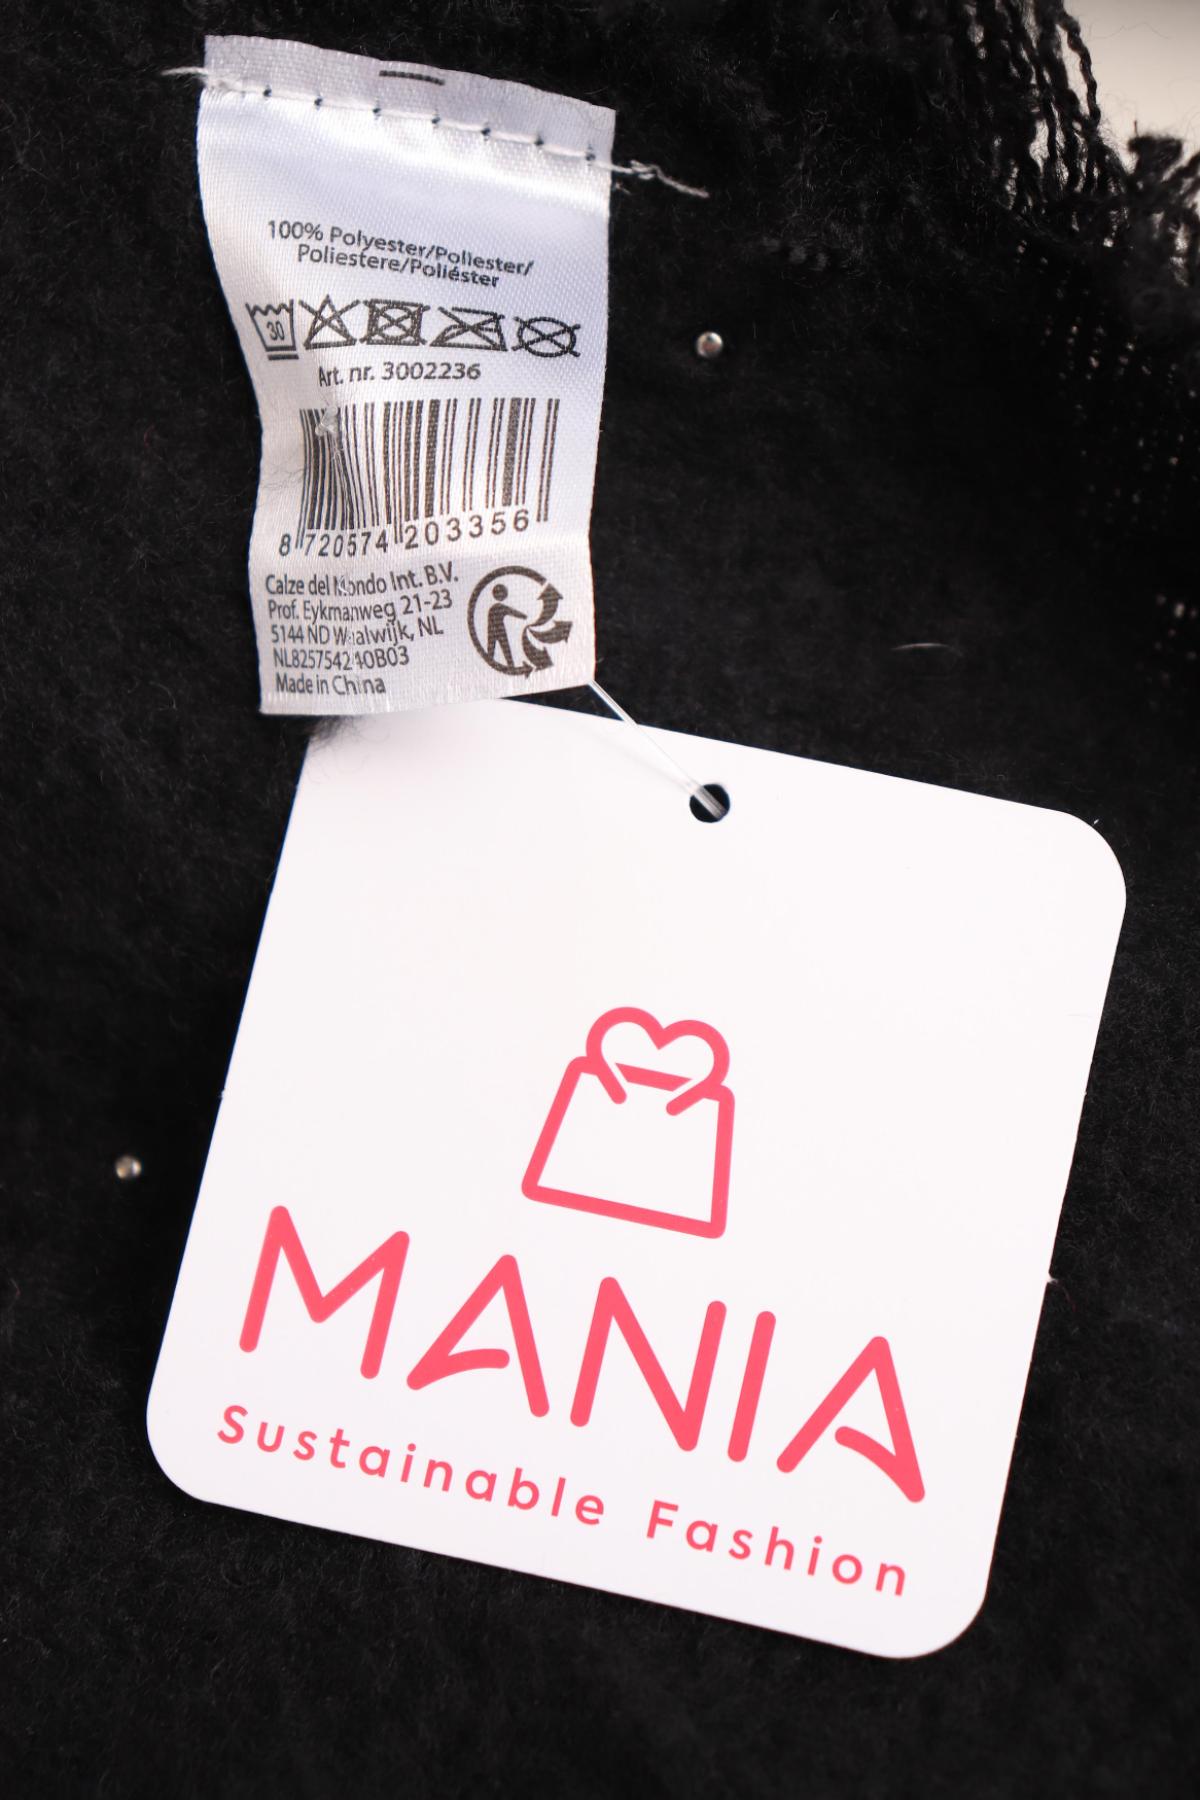 100% Polyester/Poliester/
Poliestere/Poliéster
30
Art. nr. 3002236
8 720574 203356
Calze del Mondo Int. B.V.
Prof. Eykmanweg 21-23
5144 ND Waalwijk, NL
NL825754240B03
Made in China
MANIA
Sustainable Fashion